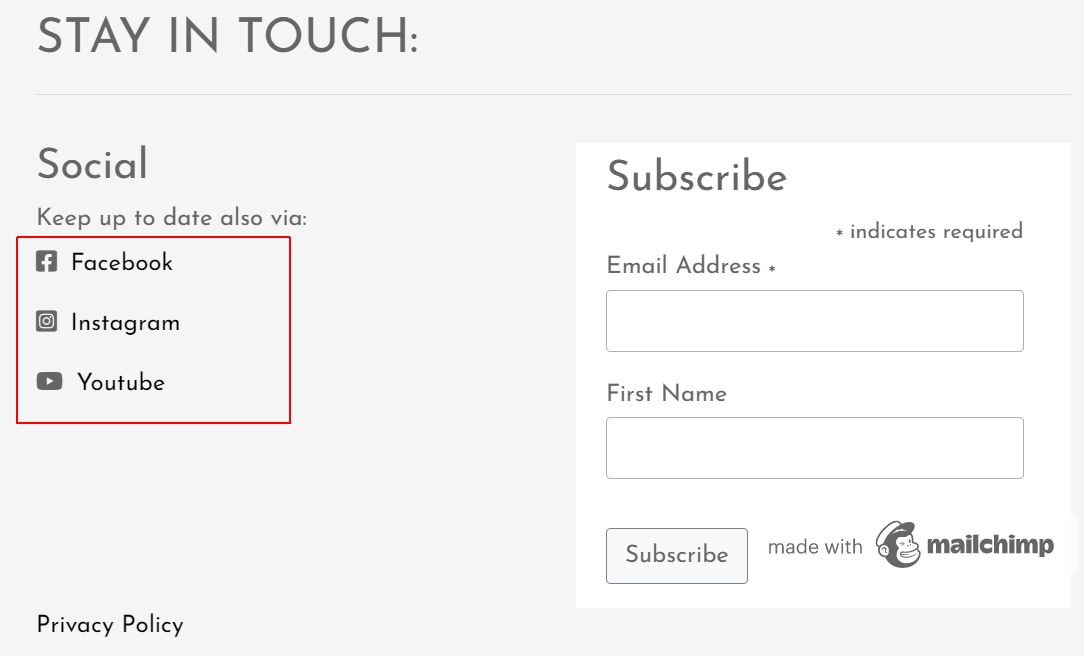 STAY IN TOUCH:
Social
Keep up to date also via:
Facebook
Instagram
Youtube
Subscribe
* indicates required
Email Address *
First Name
Subscribe
made with mailchimp
Privacy Policy